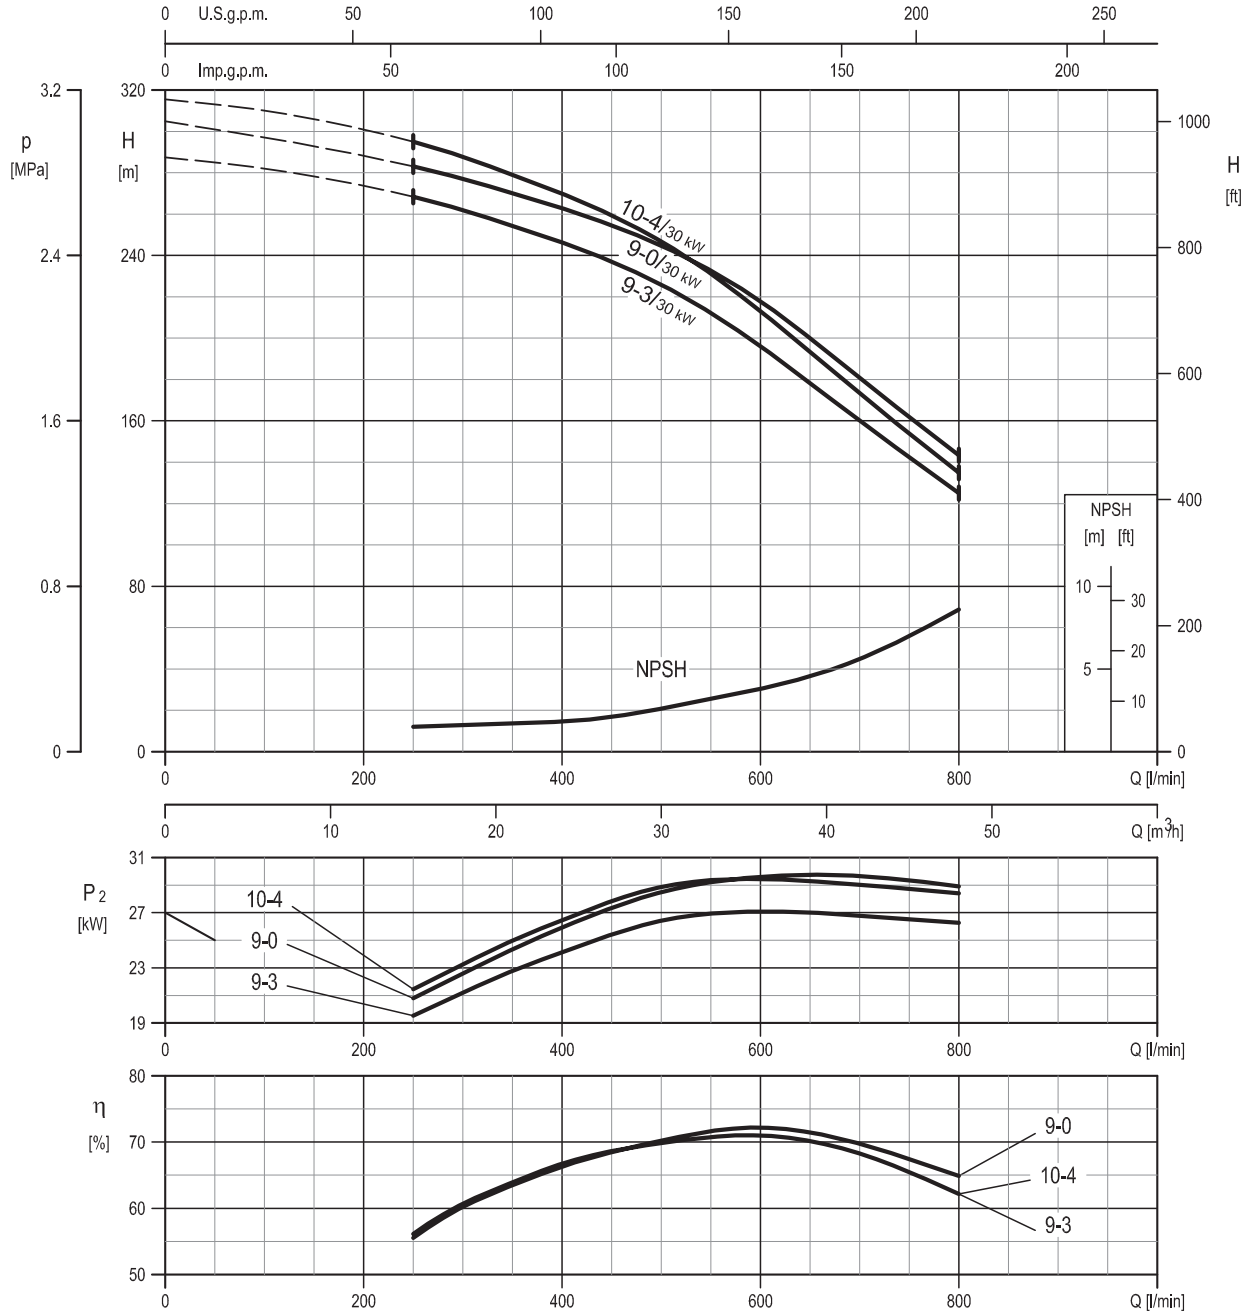 0 U.S.g.p.m. 50 100 150 200 250
0 Imp.g.p.m. 50 100 150 200
3.2 320
p H 1000
[MPa] [m] H
[ft]
10-4/30 kW
9-0/30 kW
9-3/30 kW
2.4 240 800
600
1.6 160
400
NPSH
[m] [ft]
0.8 80 10 30
200
NPSH 5 20
10
0 0 0
0 200 400 600 800 Q [l/min]
0 10 20 30 40 50 Q [m³/h]
31
P2
[kW] 10-4
27
9-0
23
9-3
19
0 200 400 600 800 Q [l/min]
80
η
[%] 9-0
70
10-4
60 9-3
50
0 200 400 600 800 Q [l/min]